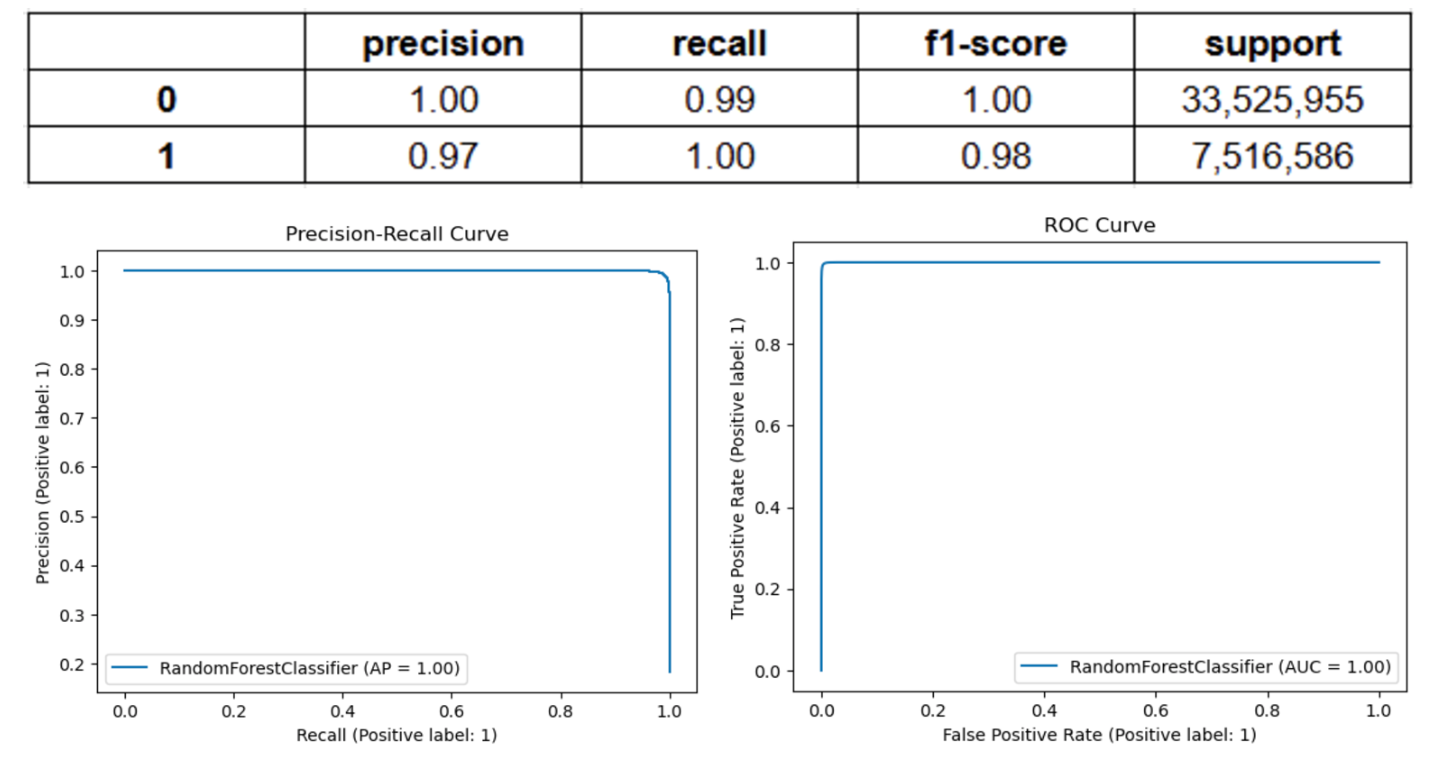 precision recall f1-score support
0 1.00 0.99 1.00 33,525,955
1 0.97 1.00 0.98 7,516,586
Precision-Recall Curve
1.0
0.9
0.8
0.7
0.6
0.5
0.4
0.3
0.2
Precision (Positive label: 1)
RandomForestClassifier (AP = 1.00)
0.0 0.2 0.4 0.6 0.8 1.0
Recall (Positive label: 1)
ROC Curve
1.0
0.8
0.6
0.4
0.2
0.0
True Positive Rate (Positive label: 1)
RandomForestClassifier (AUC = 1.00)
0.0 0.2 0.4 0.6 0.8 1.0
False Positive Rate (Positive label: 1)